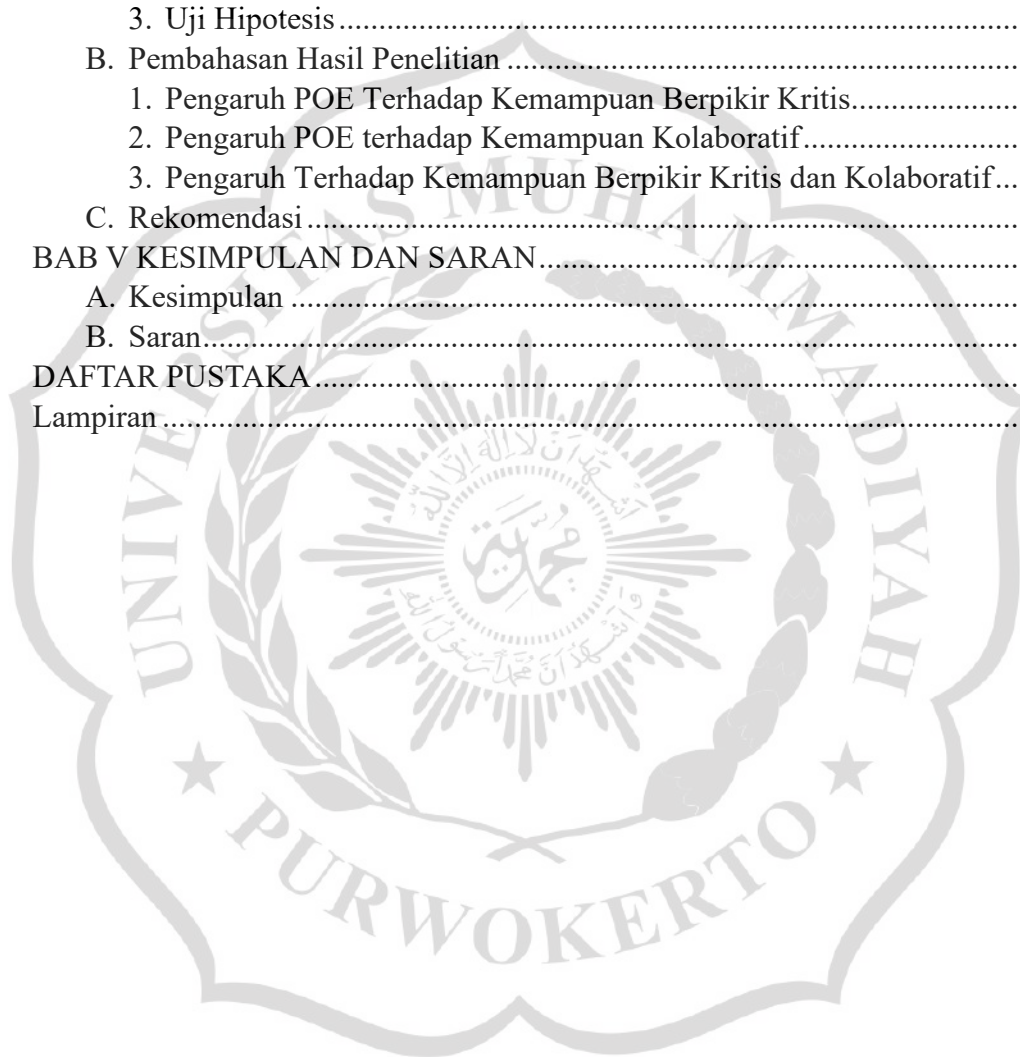 3. Uji Hipotesis..........................................................................................
B. Pembahasan Hasil Penelitian.....................................................................
1. Pengaruh POE Terhadap Kemampuan Berpikir Kritis......................
2. Pengaruh POE terhadap Kemampuan Kolaboratif............................
3. Pengaruh Terhadap Kemampuan Berpikir Kritis dan Kolaboratif...
C. Rekomendasi..............................................................................................
BAB V KESIMPULAN DAN SARAN.............................................................
A. Kesimpulan ................................................................................................
B. Saran...........................................................................................................
DAFTAR PUSTAKA..........................................................................................
Lampiran ..............................................................................................................
UNIVERSITAS MUHAMMADIYAH
PURWOKERTO